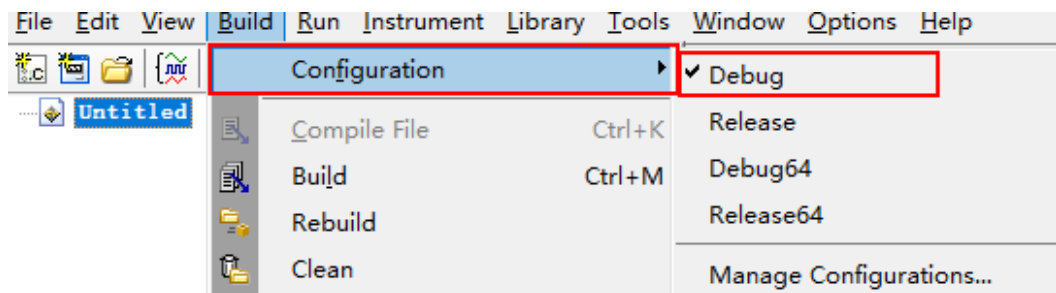 File Edit View Build Run Instrument Library Tools Window Options Help
Configuration
Debug
Untitled
Compile File Ctrl+K
Release
Build Ctrl+M
Debug64
Rebuild
Release64
Clean
Manage Configurations...